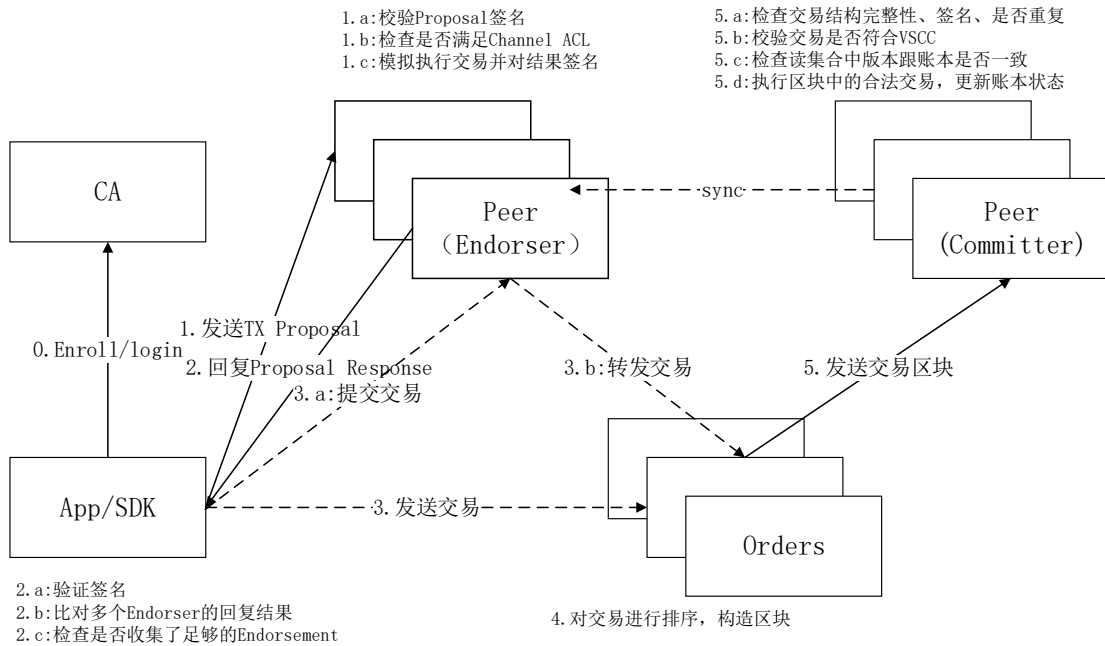 1.a:校验Proposal签名
1.b:检查是否满足Channel ACL
1.c:模拟执行交易并对结果签名
5.a:检查交易结构完整性、签名、是否重复
5.b:校验交易是否符合VSCC
5.c:检查读集合中版本跟账本是否一致
5.d:执行区块中的合法交易，更新账本状态
CA
Peer
（Endorser）
sync
Peer
(Committer)
0.Enroll/login
1.发送TX Proposal
2.回复Proposal Response
3.a:提交交易
3.b:转发交易
5.发送交易区块
App/SDK
3.发送交易
Orders
2.a:验证签名
2.b:比对多个Endorser的回复结果
2.c:检查是否收集了足够的Endorsement
4.对交易进行排序，构造区块